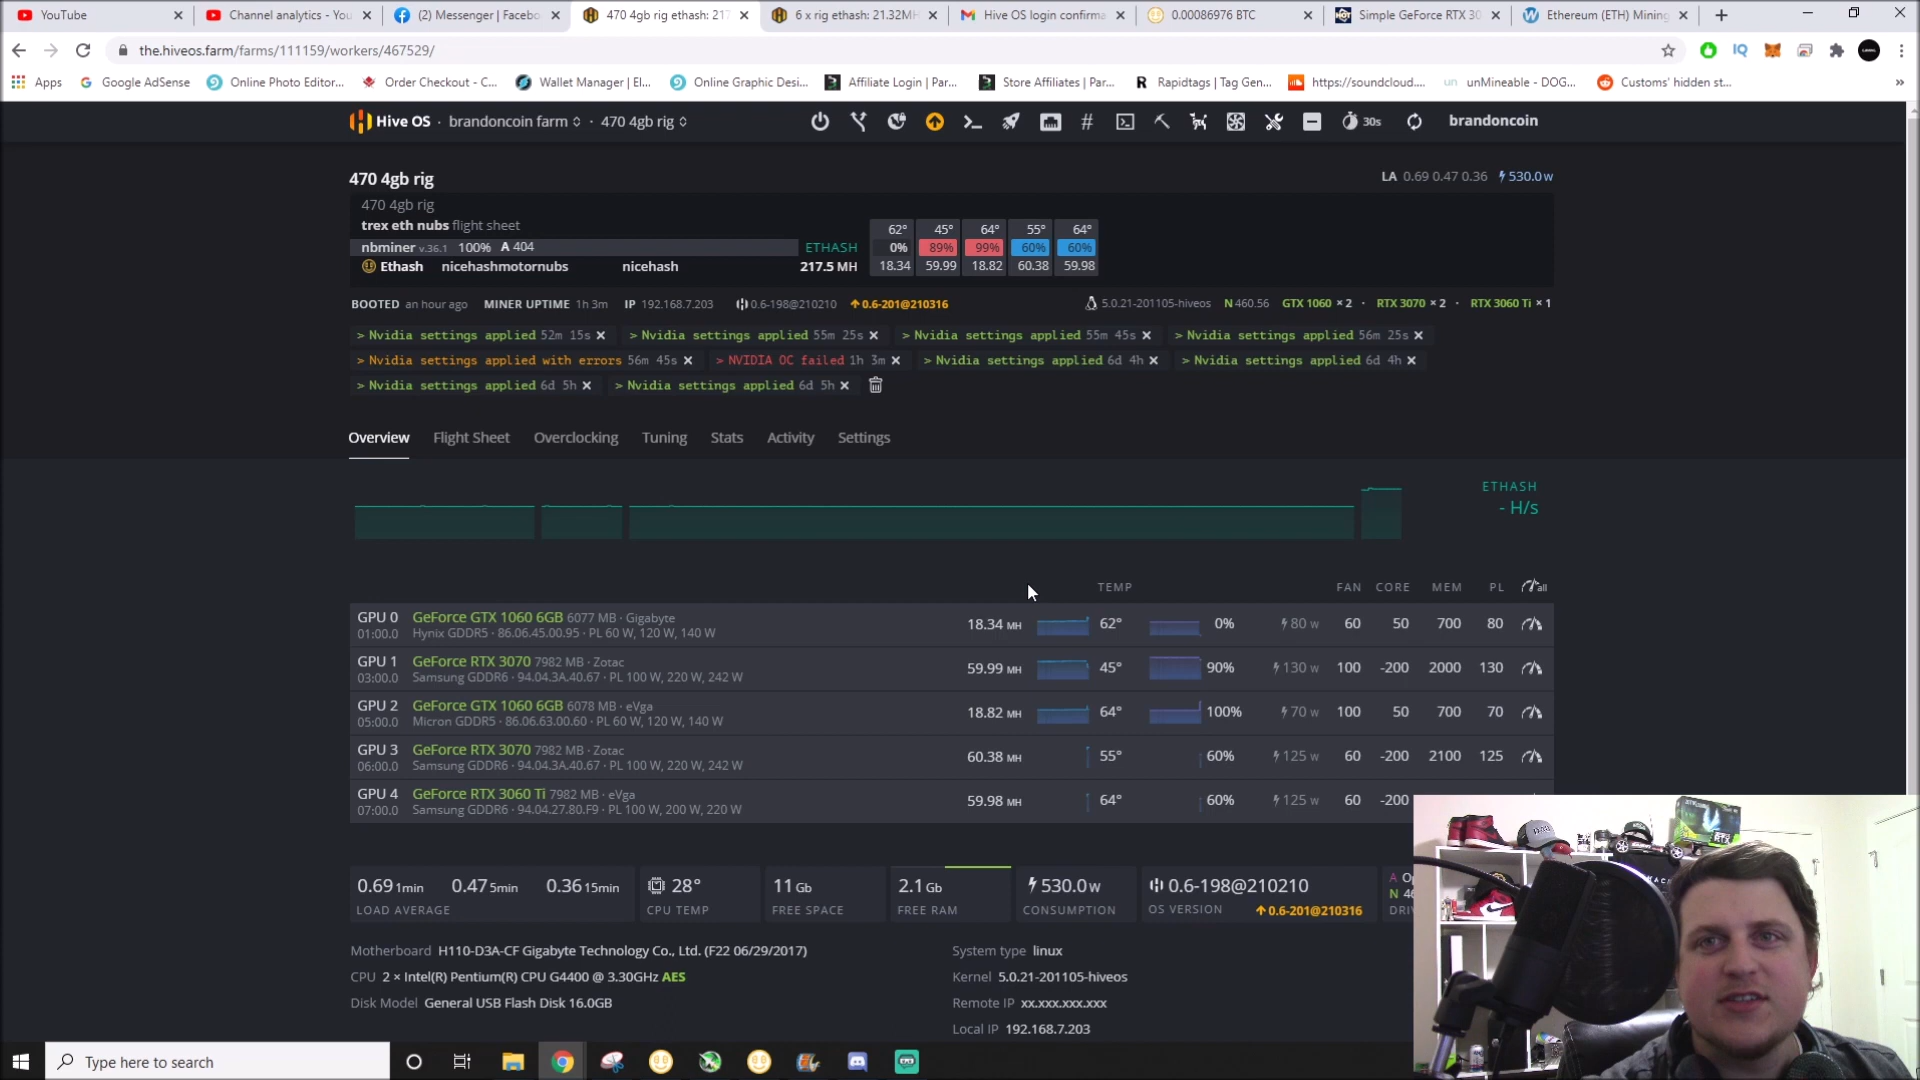 YouTube
Channel analytics - You
(2) Messenger | Facebo
470 4gb rig ethash: 217
6 x rig ethash: 21.32MH
Hive OS login confirma
0.00086976 BTC
Simple GeForce RTX 30
Ethereum (ETH) Mining
the.hiveos.farm/farms/111159/workers/467529/
Apps
Google AdSense
Online Photo Editor...
Order Checkout - C...
Wallet Manager | El...
Online Graphic Desi...
Affiliate Login | Par...
Store Affiliates | Par...
Rapidtags | Tag Gen...
https://soundcloud....
unMineable - DOG...
Customs' hidden st...
Hive OS · brandoncoin farm · 470 4gb rig
30s
brandoncoin
470 4gb rig
LA 0.69 0.47 0.36 530.0 W
470 4gb rig
trex eth nubs flight sheet
62° 45° 64° 55° 64°
nbminer v.36.1 100% A 404 ETHASH
0% 89% 99% 60% 60%
Ethash nicehashmotornubs nicehash 217.5 MH
18.34 59.99 18.82 60.38 59.98
BOOTED an hour ago MINER UPTIME 1h 3m IP 192.168.7.203 0.6-198@210210 0.6-201@210316
5.0.21-201105-hiveos N 460.56 GTX 1060 × 2 · RTX 3070 × 2 · RTX 3060 Ti × 1
> Nvidia settings applied 52m 15s × > Nvidia settings applied 55m 25s × > Nvidia settings applied 55m 45s × > Nvidia settings applied 56m 25s ×
> Nvidia settings applied with errors 56m 45s × > NVIDIA OC failed 1h 3m × > Nvidia settings applied 6d 4h × > Nvidia settings applied 6d 4h ×
> Nvidia settings applied 6d 5h × > Nvidia settings applied 6d 5h ×
Overview Flight Sheet Overclocking Tuning Stats Activity Settings
ETHASH
- H/s
TEMP FAN CORE MEM PL all
GPU 0 GeForce GTX 1060 6GB 6077 MB · Gigabyte
01:00.0 Hynix GDDR5 · 86.06.45.00.95 · PL 60 W, 120 W, 140 W
18.34 MH 62° 0% 80 W 60 50 700 80
GPU 1 GeForce RTX 3070 7982 MB · Zotac
03:00.0 Samsung GDDR6 · 94.04.3A.40.67 · PL 100 W, 220 W, 242 W
59.99 MH 45° 90% 130 W 100 -200 2000 130
GPU 2 GeForce GTX 1060 6GB 6078 MB · eVga
05:00.0 Micron GDDR5 · 86.06.63.00.60 · PL 60 W, 120 W, 140 W
18.82 MH 64° 100% 70 W 100 50 700 70
GPU 3 GeForce RTX 3070 7982 MB · Zotac
06:00.0 Samsung GDDR6 · 94.04.3A.40.67 · PL 100 W, 220 W, 242 W
60.38 MH 55° 60% 125 W 60 -200 2100 125
GPU 4 GeForce RTX 3060 Ti 7982 MB · eVga
07:00.0 Samsung GDDR6 · 94.04.27.80.F9 · PL 100 W, 200 W, 220 W
59.98 MH 64° 60% 125 W 60 -200
0.69 1min 0.47 5min 0.36 15min
LOAD AVERAGE
28°
CPU TEMP
11 Gb
FREE SPACE
2.1 Gb
FREE RAM
530.0 W
CONSUMPTION
0.6-198@210210
OS VERSION 0.6-201@210316
Motherboard H110-D3A-CF Gigabyte Technology Co., Ltd. (F22 06/29/2017)
CPU 2 × Intel(R) Pentium(R) CPU G4400 @ 3.30GHz AES
Disk Model General USB Flash Disk 16.0GB
System type linux
Kernel 5.0.21-201105-hiveos
Remote IP xx.xxx.xxx.xxx
Local IP 192.168.7.203
Type here to search